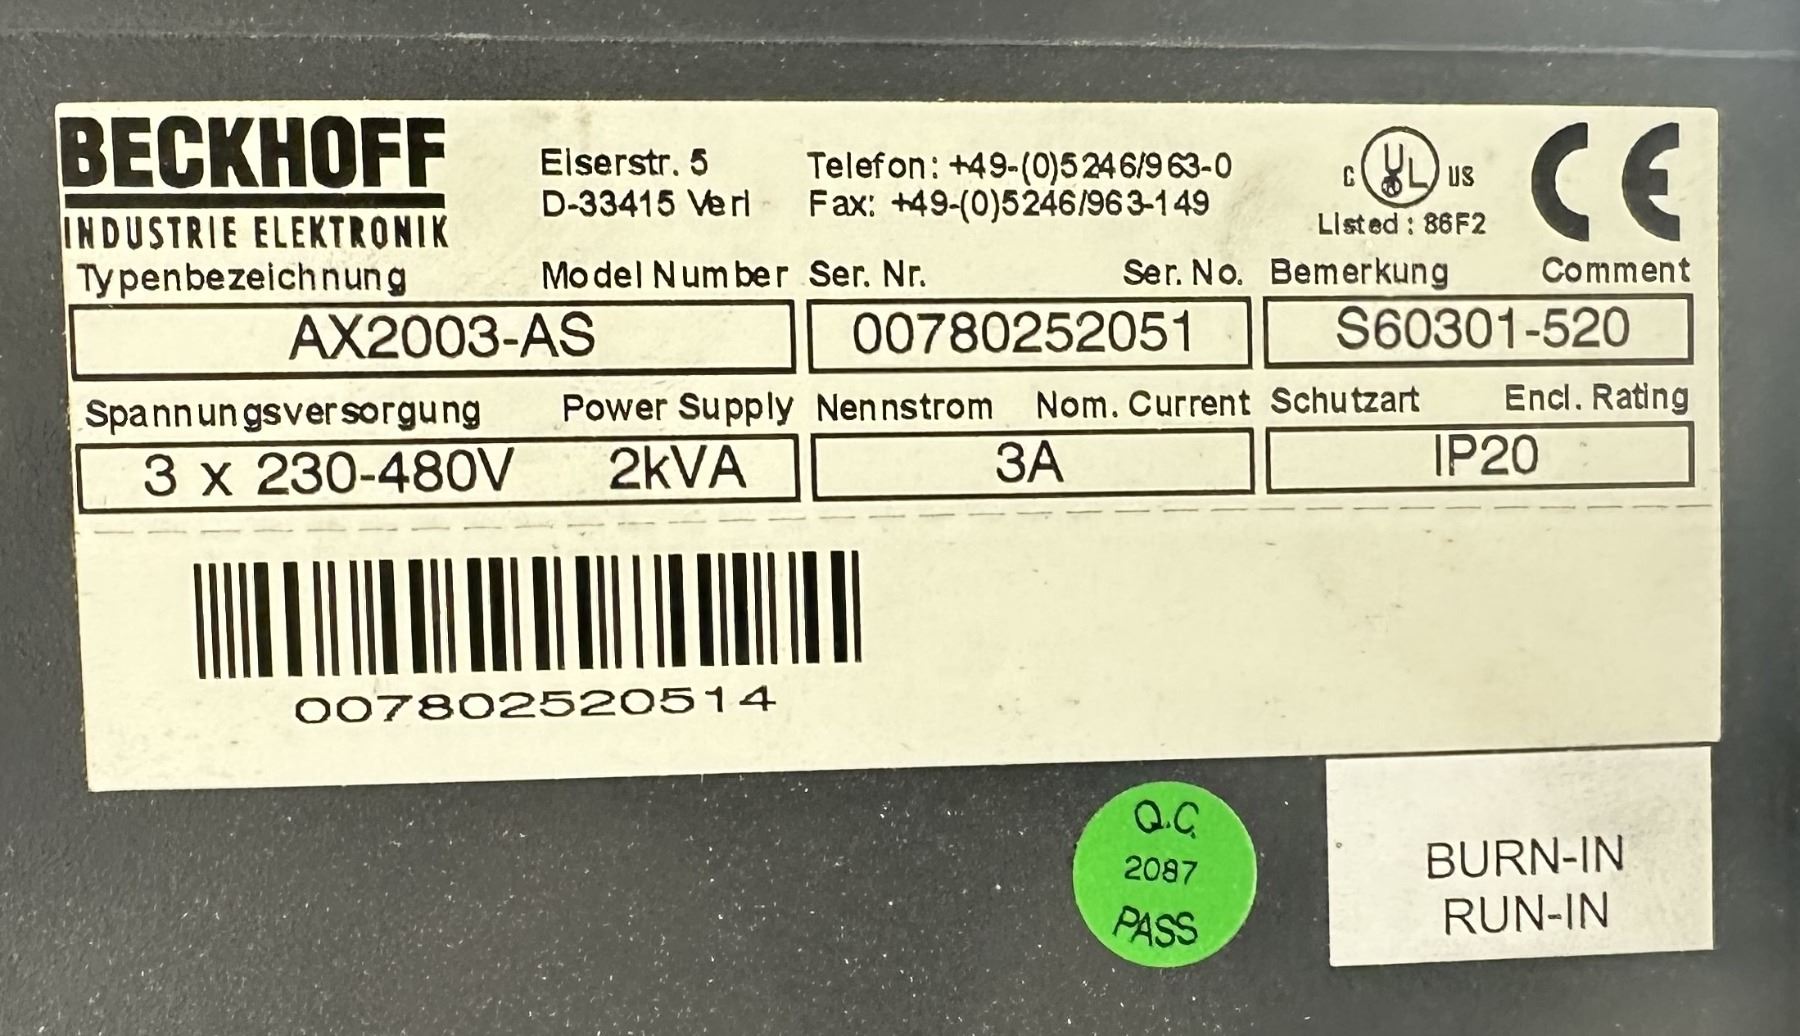 BECKHOFF
INDUSTRIE ELEKTRONIK
Eiserstr. 5
D-33415 Verl
Telefon: +49-(0)5246/963-0
Fax: +49-(0)5246/963-149
C UL US
Listed: 86F2
CE
Typenbezeichnung Model Number Ser. Nr. Ser. No. Bemerkung Comment
AX2003-AS 00780252051 S60301-520
Spannungsversorgung Power Supply Nennstrom Nom. Current Schutzart Encl. Rating
3 x 230-480V 2kVA 3A IP20
007802520514
Q.C.
2087
PASS
BURN-IN
RUN-IN